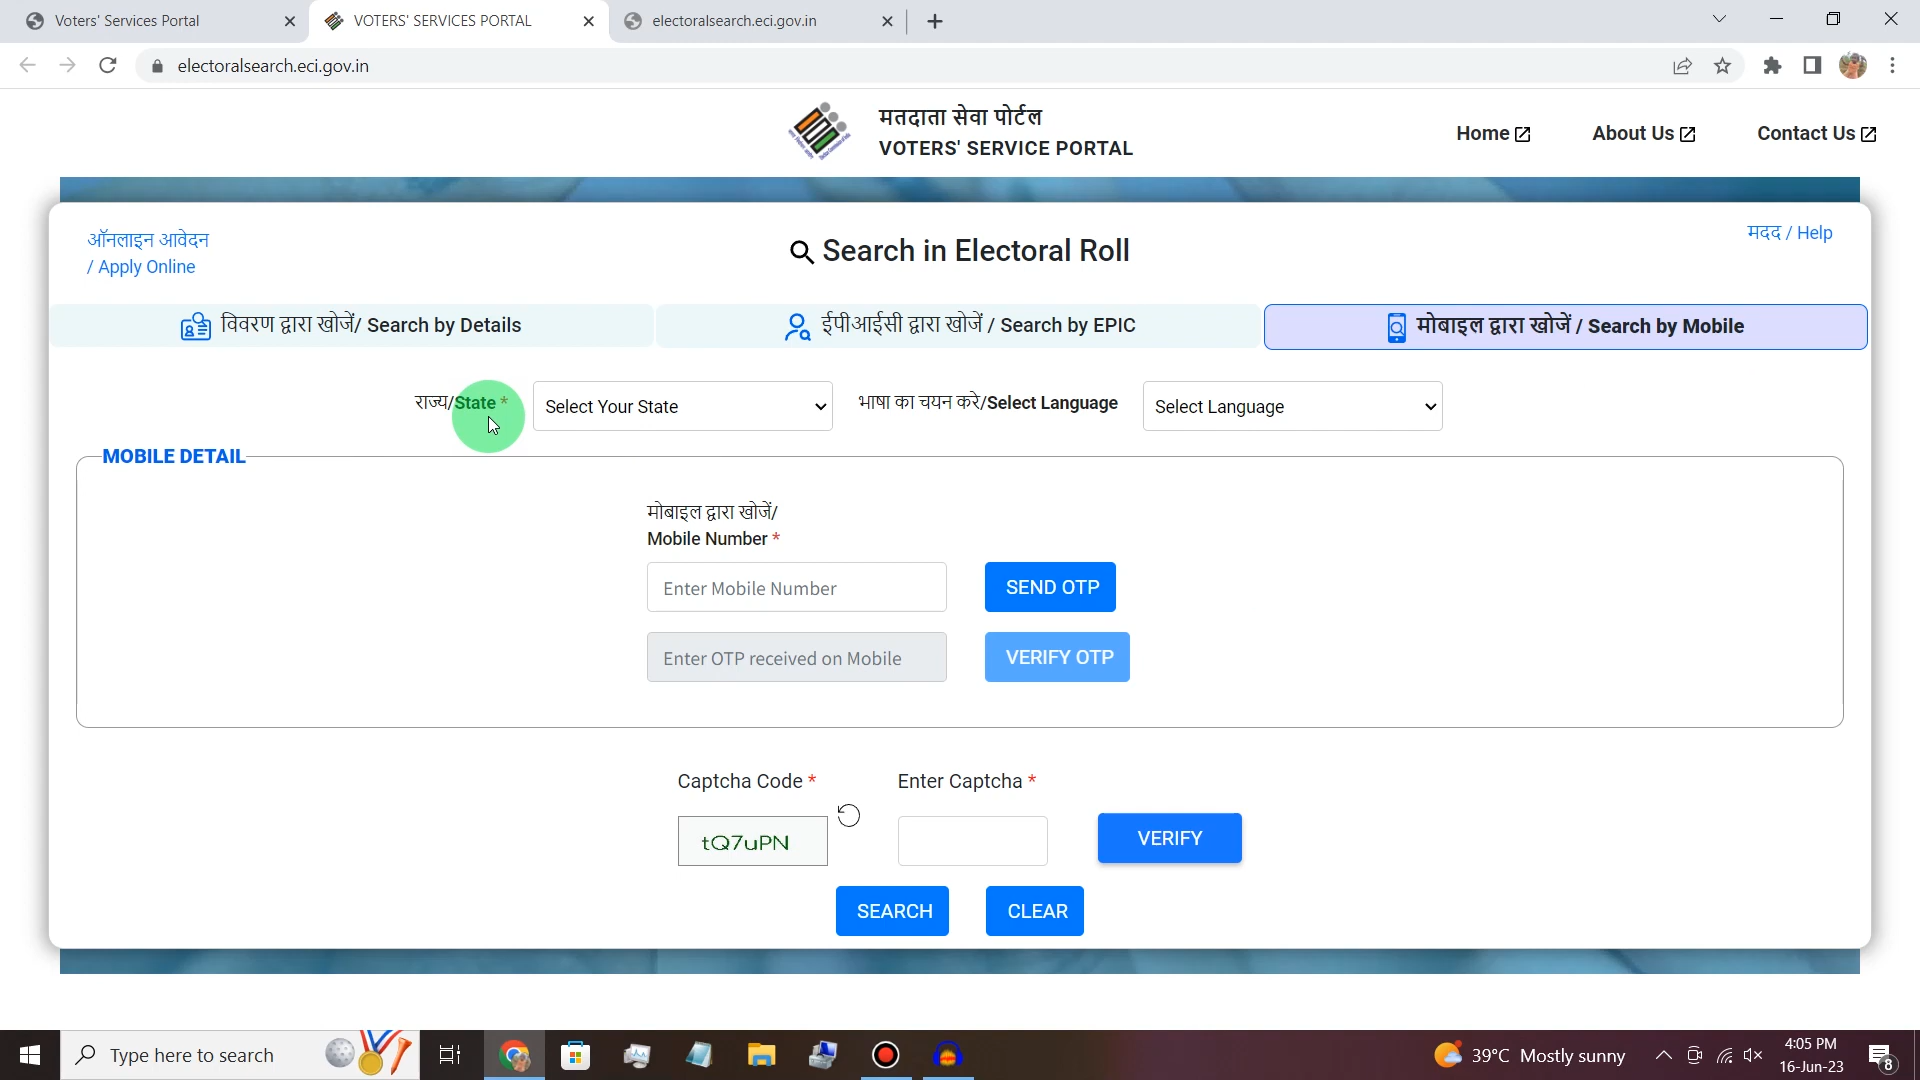 Voters' Services Portal
VOTERS' SERVICES PORTAL
electoralsearch.eci.gov.in
electoralsearch.eci.gov.in
मतदाता सेवा पोर्टल
VOTERS' SERVICE PORTAL
Home
About Us
Contact Us
ऑनलाइन आवेदन
/ Apply Online
Search in Electoral Roll
मदद / Help
विवरण द्वारा खोजें/ Search by Details
ईपीआईसी द्वारा खोजें / Search by EPIC
मोबाइल द्वारा खोजें / Search by Mobile
राज्य/State *
Select Your State
भाषा का चयन करे/Select Language
Select Language
MOBILE DETAIL
मोबाइल द्वारा खोजें/
Mobile Number *
Enter Mobile Number
SEND OTP
Enter OTP received on Mobile
VERIFY OTP
Captcha Code *
Enter Captcha *
tQ7uPN
VERIFY
SEARCH
CLEAR
Type here to search
39°C Mostly sunny
4:05 PM
16-Jun-23
8